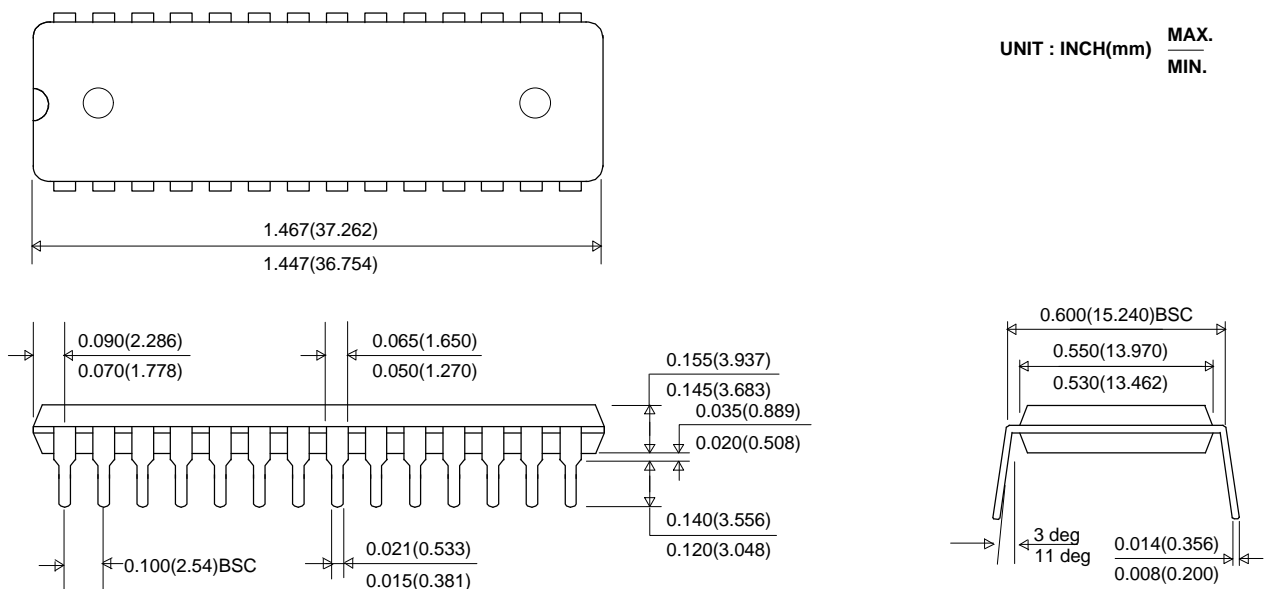 UNIT : INCH(mm)
MAX.
MIN.
1.467(37.262)
1.447(36.754)
0.090(2.286)
0.070(1.778)
0.065(1.650)
0.050(1.270)
0.155(3.937)
0.145(3.683)
0.035(0.889)
0.020(0.508)
0.140(3.556)
0.120(3.048)
0.100(2.54)BSC
0.021(0.533)
0.015(0.381)
0.600(15.240)BSC
0.550(13.970)
0.530(13.462)
3 deg
11 deg
0.014(0.356)
0.008(0.200)